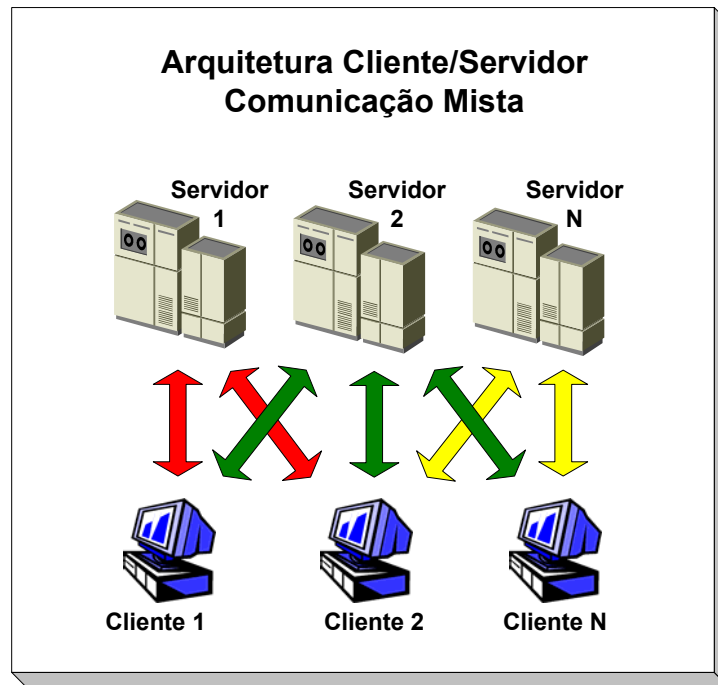 Arquitetura Cliente/Servidor
Comunicação Mista
Servidor
1
Servidor
2
Servidor
N
Cliente 1
Cliente 2
Cliente N